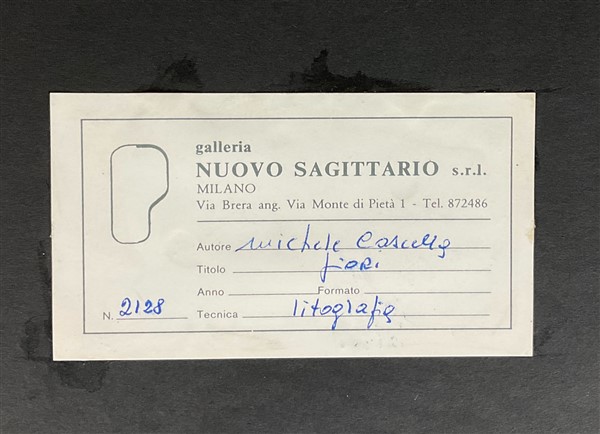 galleria
NUOVO SAGITTARIO s.r.l.
MILANO
Via Brera ang. Via Monte di Pietà 1 - Tel. 872486
Autore Michele Cascella
Titolo fiori
Anno Formato
N. 2128 Tecnica litografia